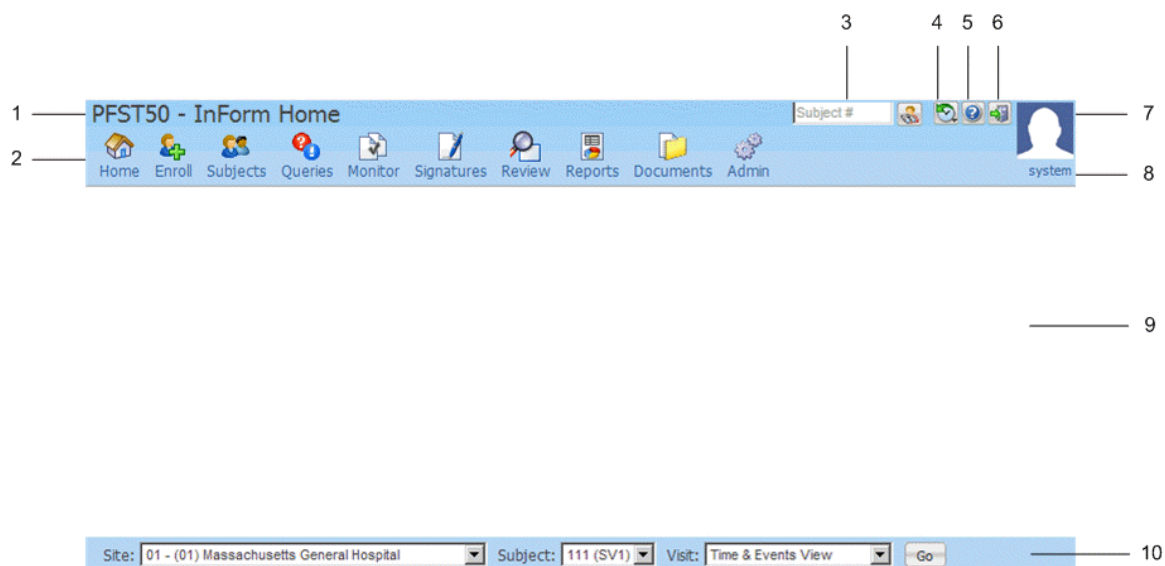 3 4 5 6
1 PFST50 - InForm Home Subject # 7
2 Home Enroll Subjects Queries Monitor Signatures Review Reports Documents Admin system 8
9
Site: 01 - (01) Massachusetts General Hospital Subject: 111 (SV1) Visit: Time & Events View Go 10